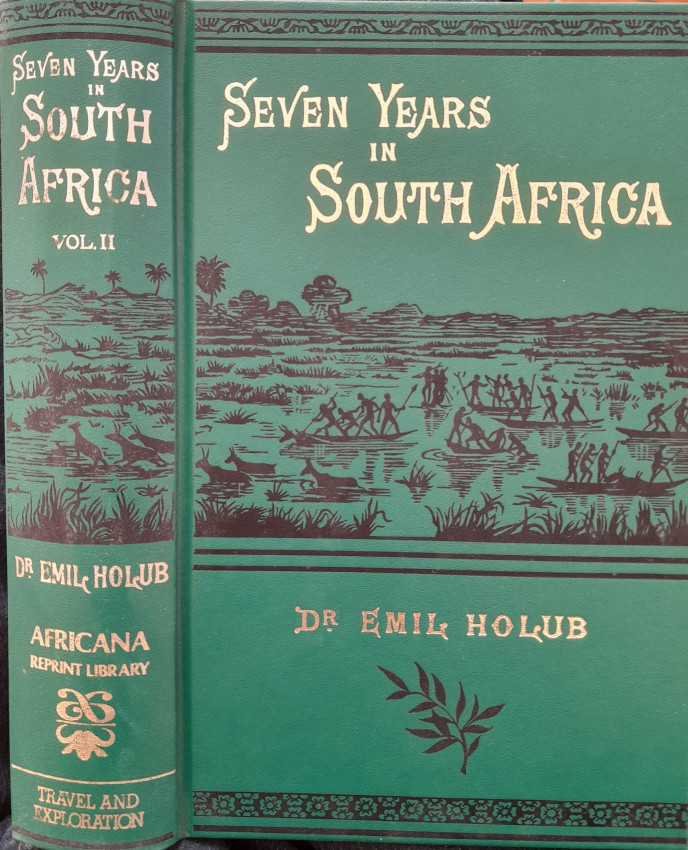 SEVEN YEARS
IN
SOUTH
AFRICA
VOL. II
DR EMIL HOLUB
AFRICANA
REPRINT LIBRARY
TRAVEL AND
EXPLORATION
SEVEN YEARS
IN
SOUTH AFRICA
DR EMIL HOLUB